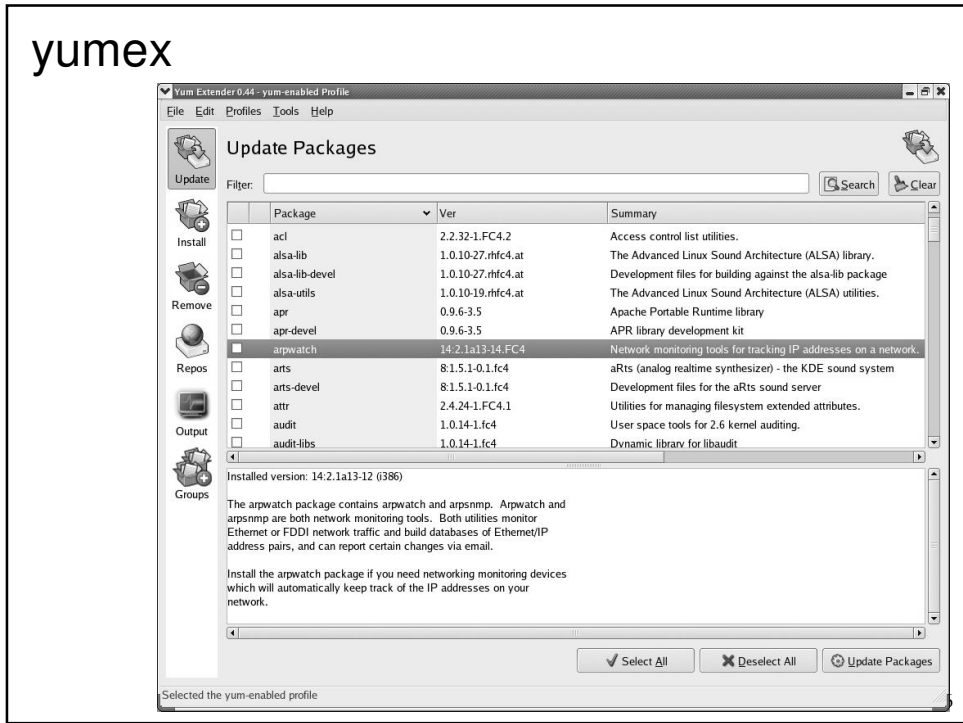 yumex
Yum Extender 0.44 - yum-enabled Profile
File Edit Profiles Tools Help
Update Packages
Update
Install
Remove
Repos
Output
Groups
Filter:
Search
Clear
Package Ver Summary
acl 2.2.32-1.FC4.2 Access control list utilities.
alsa-lib 1.0.10-27.rhfc4.at The Advanced Linux Sound Architecture (ALSA) library.
alsa-lib-devel 1.0.10-27.rhfc4.at Development files for building against the alsa-lib package
alsa-utils 1.0.10-19.rhfc4.at The Advanced Linux Sound Architecture (ALSA) utilities.
apr 0.9.6-3.5 Apache Portable Runtime library
apr-devel 0.9.6-3.5 APR library development kit
arpwatch 14:2.1a13-14.FC4 Network monitoring tools for tracking IP addresses on a network.
arts 8:1.5.1-0.1.fc4 aRts (analog realtime synthesizer) - the KDE sound system
arts-devel 8:1.5.1-0.1.fc4 Development files for the aRts sound server
attr 2.4.24-1.FC4.1 Utilities for managing filesystem extended attributes.
audit 1.0.14-1.fc4 User space tools for 2.6 kernel auditing.
audit-libs 1.0.14-1.fc4 Dynamic library for libaudit
Installed version: 14:2.1a13-12 (i386)
The arpwatch package contains arpwatch and arpsnmp. Arpwatch and
arpsnmp are both network monitoring tools. Both utilities monitor
Ethernet or FDDI network traffic and build databases of Ethernet/IP
address pairs, and can report certain changes via email.
Install the arpwatch package if you need networking monitoring devices
which will automatically keep track of the IP addresses on your
network.
Select All
Deselect All
Update Packages
Selected the yum-enabled profile